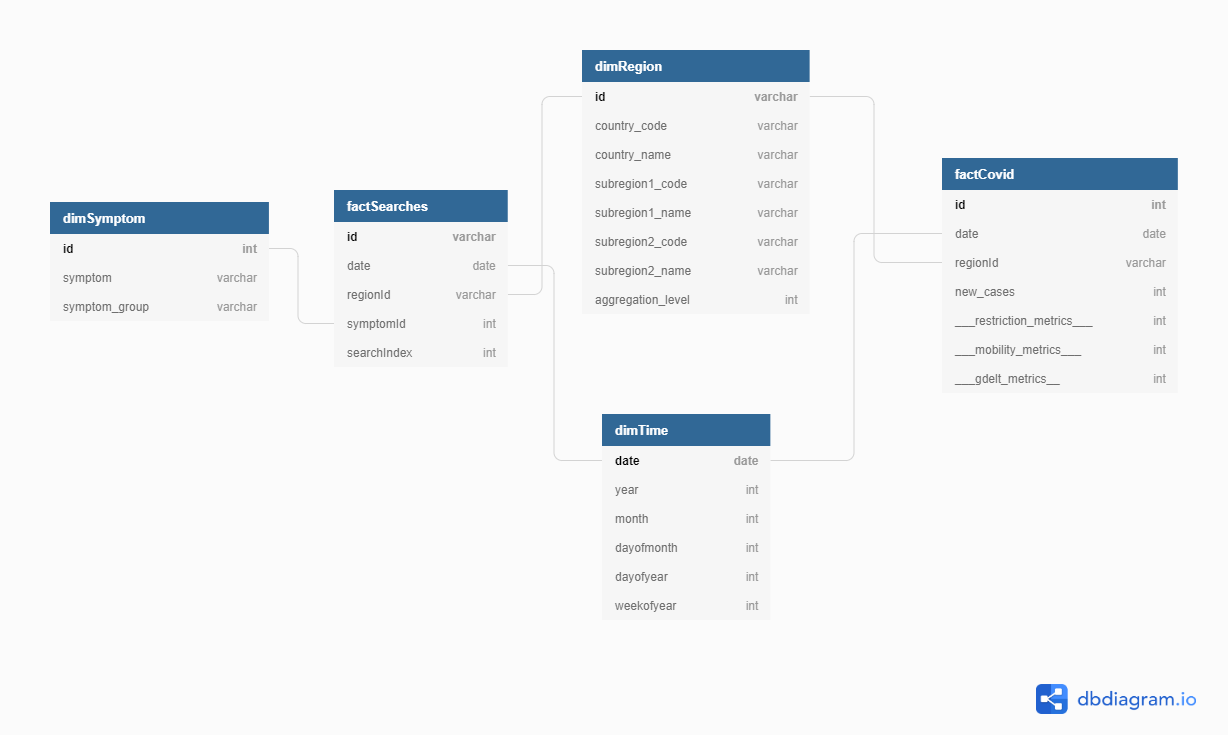 dimSymptom
id int
symptom varchar
symptom_group varchar
factSearches
id varchar
date date
regionId varchar
symptomId int
searchIndex int
dimRegion
id varchar
country_code varchar
country_name varchar
subregion1_code varchar
subregion1_name varchar
subregion2_code varchar
subregion2_name varchar
aggregation_level int
dimTime
date date
year int
month int
dayofmonth int
dayofyear int
weekofyear int
factCovid
id int
date date
regionId varchar
new_cases int
___restriction_metrics___ int
___mobility_metrics___ int
___gdelt_metrics__ int
dbdiagram.io